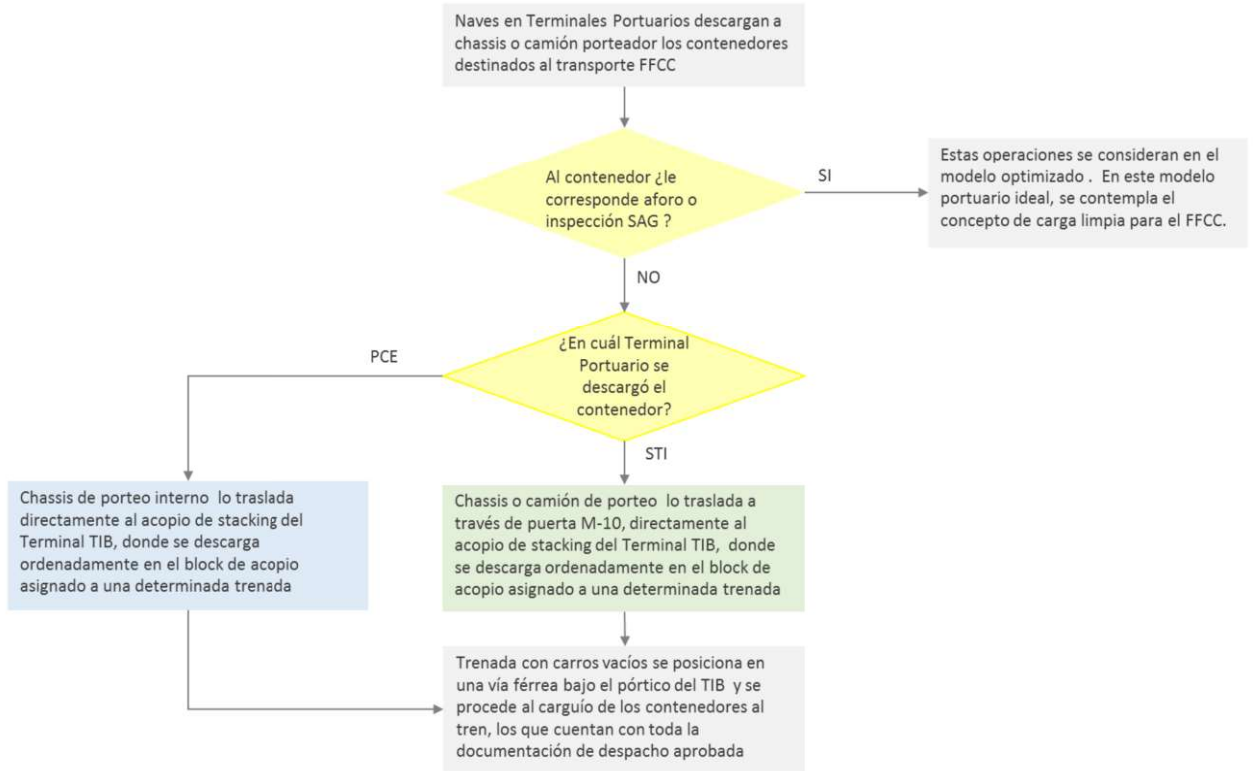 Naves en Terminales Portuarios descargan a
chassis o camión porteador los contenedores
destinados al transporte FFCC
Al contenedor ¿le
corresponde aforo o
inspección SAG ?
SI
Estas operaciones se consideran en el
modelo optimizado . En este modelo
portuario ideal, se contempla el
concepto de carga limpia para el FFCC.
NO
¿En cuál Terminal
Portuario se
descargó el
contenedor?
PCE
STI
Chassis de porteo interno lo traslada
directamente al acopio de stacking del
Terminal TIB, donde se descarga
ordenadamente en el block de acopio
asignado a una determinada trenada
Chassis o camión de porteo lo traslada a
través de puerta M-10, directamente al
acopio de stacking del Terminal TIB, donde
se descarga ordenadamente en el block de
acopio asignado a una determinada trenada
Trenada con carros vacíos se posiciona en
una vía férrea bajo el pórtico del TIB y se
procede al carguío de los contenedores al
tren, los que cuentan con toda la
documentación de despacho aprobada